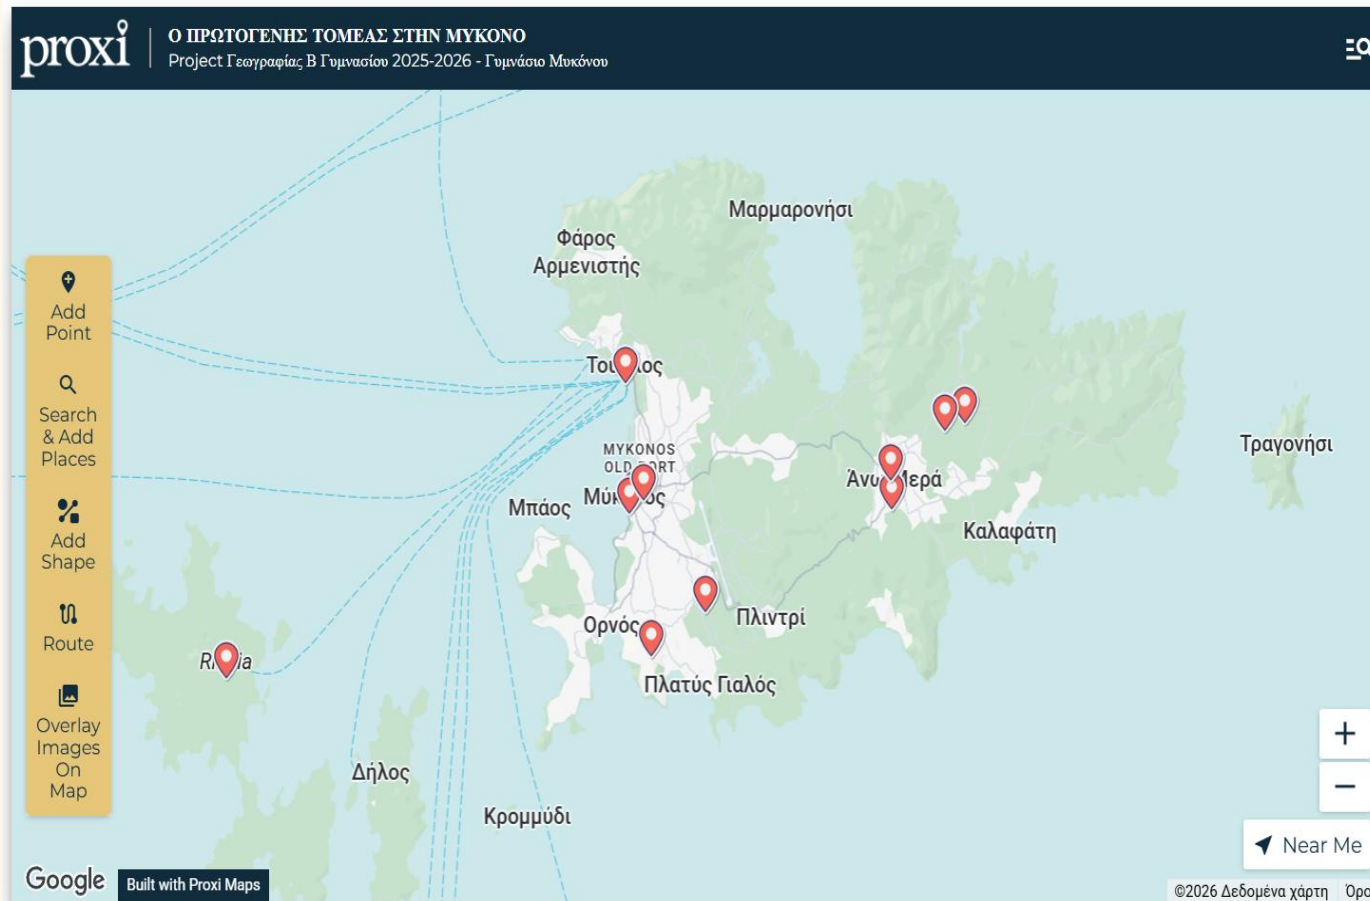 proxi
Ο ΠΡΩΤΟΓΕΝΗΣ ΤΟΜΕΑΣ ΣΤΗΝ ΜΥΚΟΝΟ
Project Γεωγραφίας Β Γυμνασίου 2025-2026 - Γυμνάσιο Μυκόνου
Μαρμαρονήσι
Φάρος
Αρμενιστής
Add
Point
Search
& Add
Places
Add
Shape
Route
Overlay
Images
On
Map
MYKONOS
OLD PORT
Μπάος
Τραγονήσι
Καλαφάτη
Ορνός
Πλιντρί
Πλατύς Γιαλός
Δήλος
Κρομμύδι
Near Me
Google
Built with Proxi Maps
©2026 Δεδομένα χάρτη